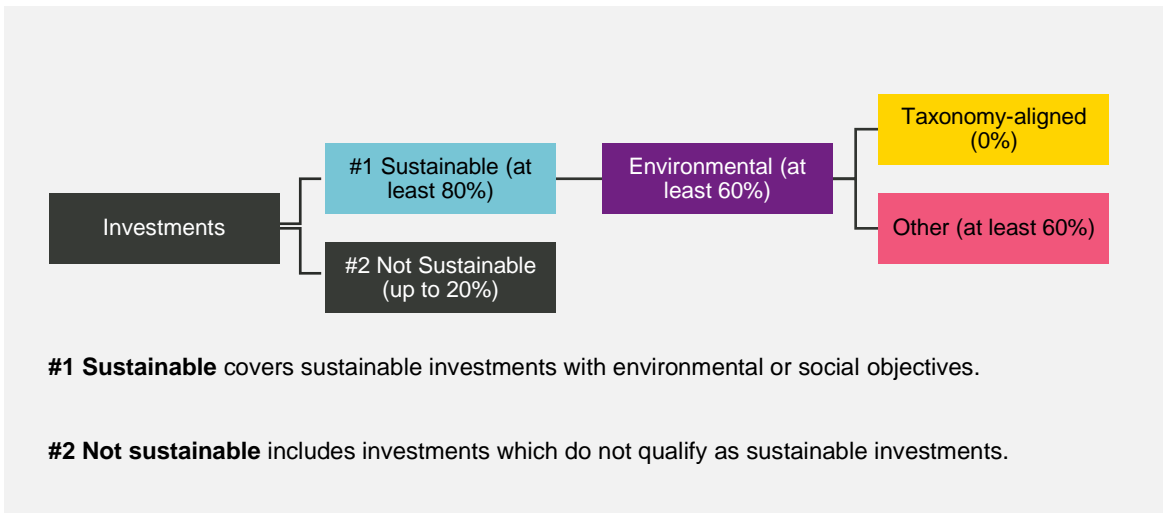 Taxonomy-aligned
(0%)
#1 Sustainable (at
least 80%)
Environmental (at
least 60%)
Investments
Other (at least 60%)
#2 Not Sustainable
(up to 20%)
#1 Sustainable covers sustainable investments with environmental or social objectives.
#2 Not sustainable includes investments which do not qualify as sustainable investments.